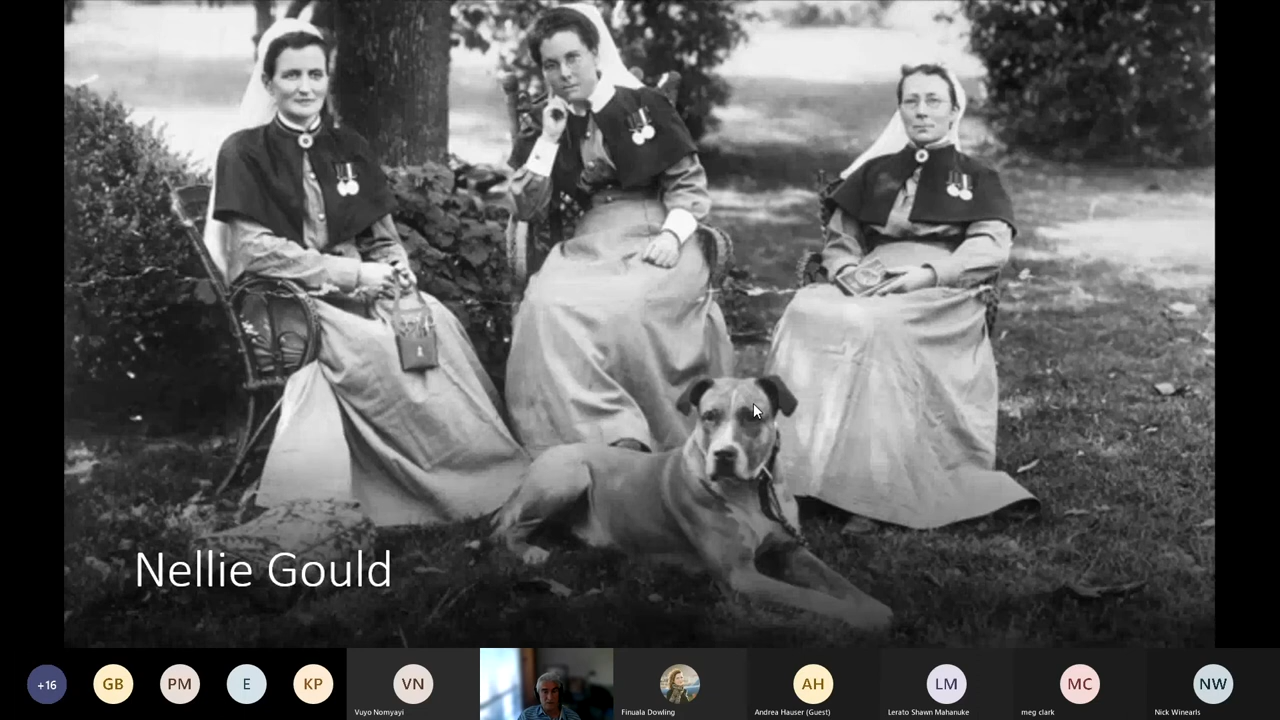 Nellie Gould
+16
GB
PM
E
KP
VN
AH
LM
MC
NW
Vuyo Nomyayi
Finuala Dowling
Andrea Hauser (Guest)
Lerato Shawn Mahanuke
meg clark
Nick Winearls